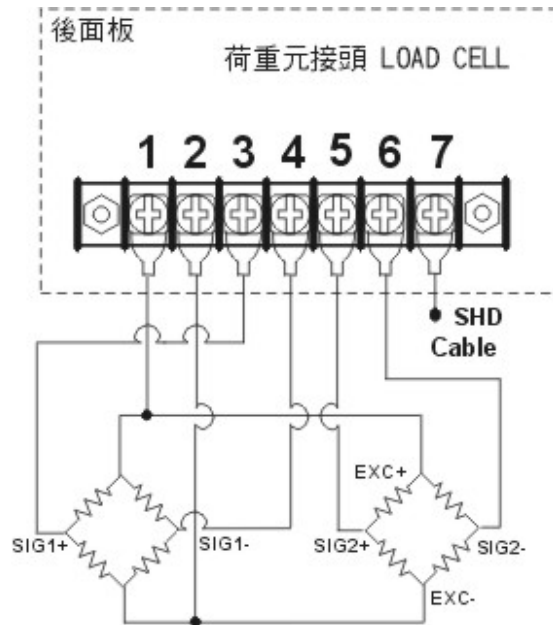 後面板
荷重元接頭 LOAD CELL
1 2 3 4 5 6 7
SHD
Cable
EXC+
SIG1+ SIG1- SIG2+ SIG2-
EXC-